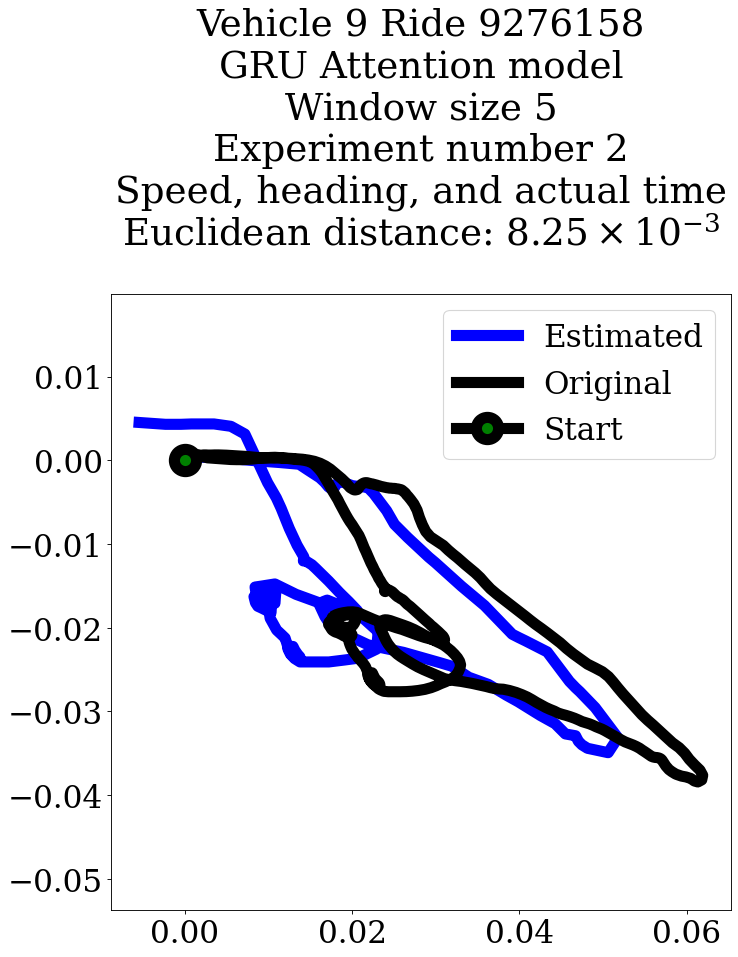 Vehicle 9 Ride 9276158
GRU Attention model
Window size 5
Experiment number 2
Speed, heading, and actual time
Euclidean distance: 8.25 × 10⁻³
Estimated
Original
Start
0.01
0.00
−0.01
−0.02
−0.03
−0.04
−0.05
0.00 0.02 0.04 0.06